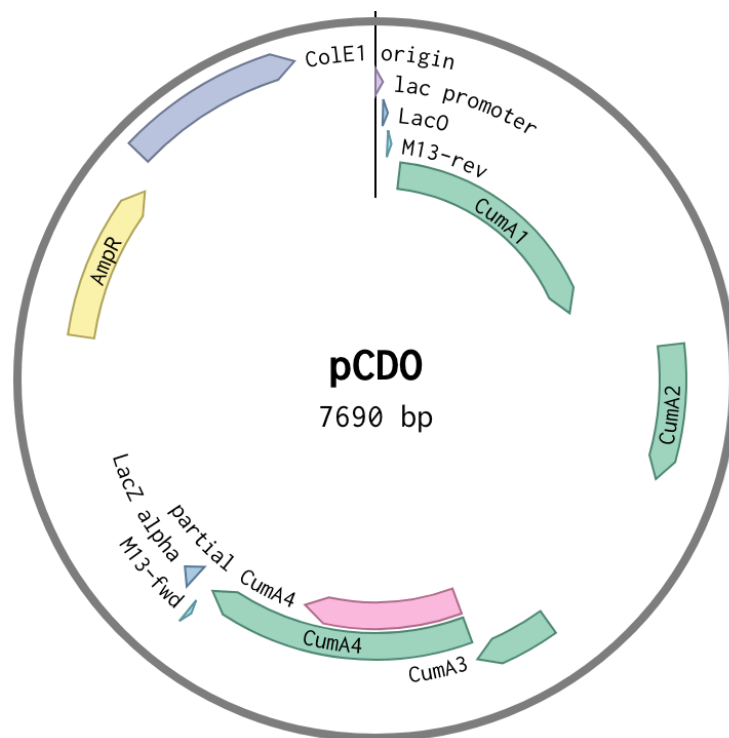 ColE1 origin
lac promoter
LacO
M13-rev
CumA1
AmpR
pCDO
7690 bp
CumA2
LacZ alpha
partial CumA4
M13-fwd
CumA4
CumA3